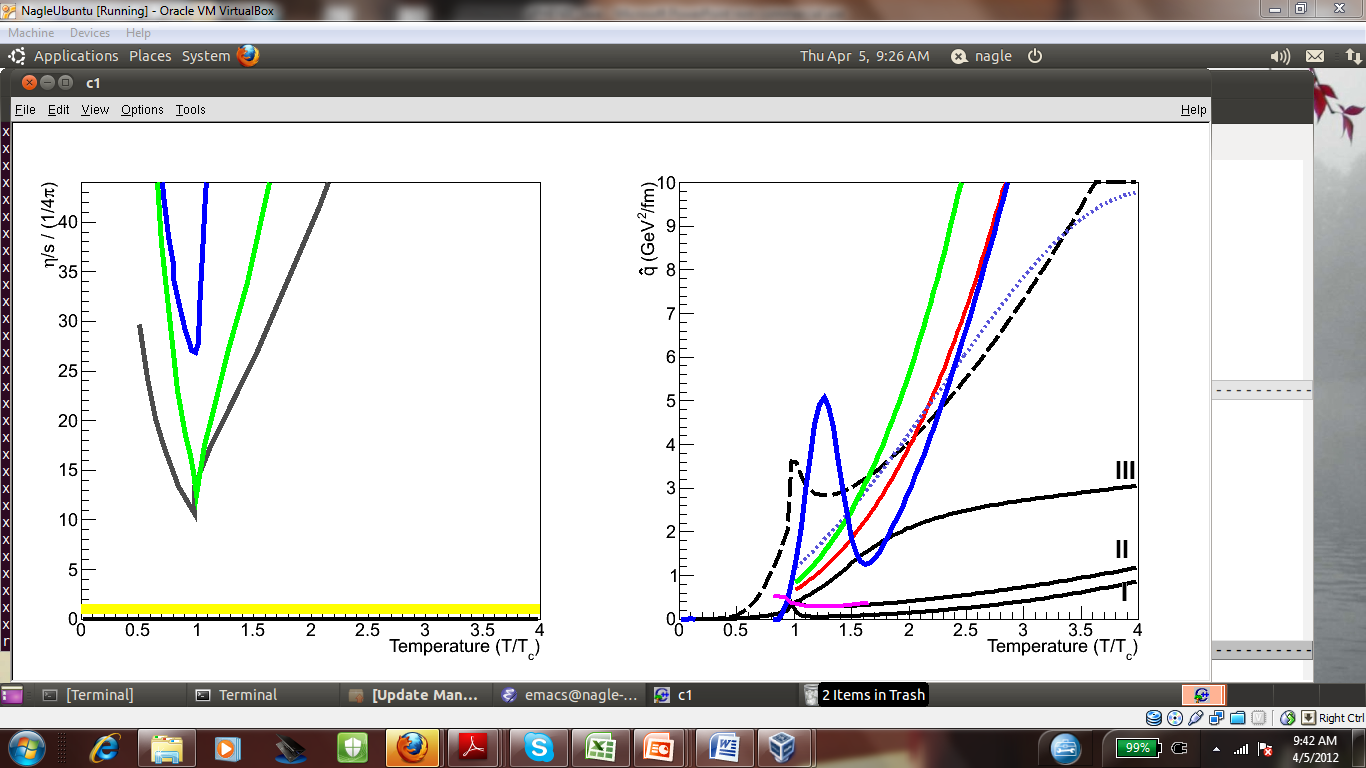 NagleUbuntu [Running] - Oracle VM VirtualBox
Machine Devices Help
Applications Places System
Thu Apr 5, 9:26 AM
nagle
c1
File Edit View Options Tools
Help
η/s / (1/4π)
40
35
30
25
20
15
10
5
0
0 0.5 1 1.5 2 2.5 3 3.5 4
Temperature (T/Tc)
q̂ (GeV²/fm)
10
9
8
7
6
5
4
3
2
1
0
III
II
I
0 0.5 1 1.5 2 2.5 3 3.5 4
Temperature (T/Tc)
[Terminal]
Terminal
[Update Man...
emacs@nagle-...
c1
2 Items in Trash
Right Ctrl
99%
9:42 AM
4/5/2012